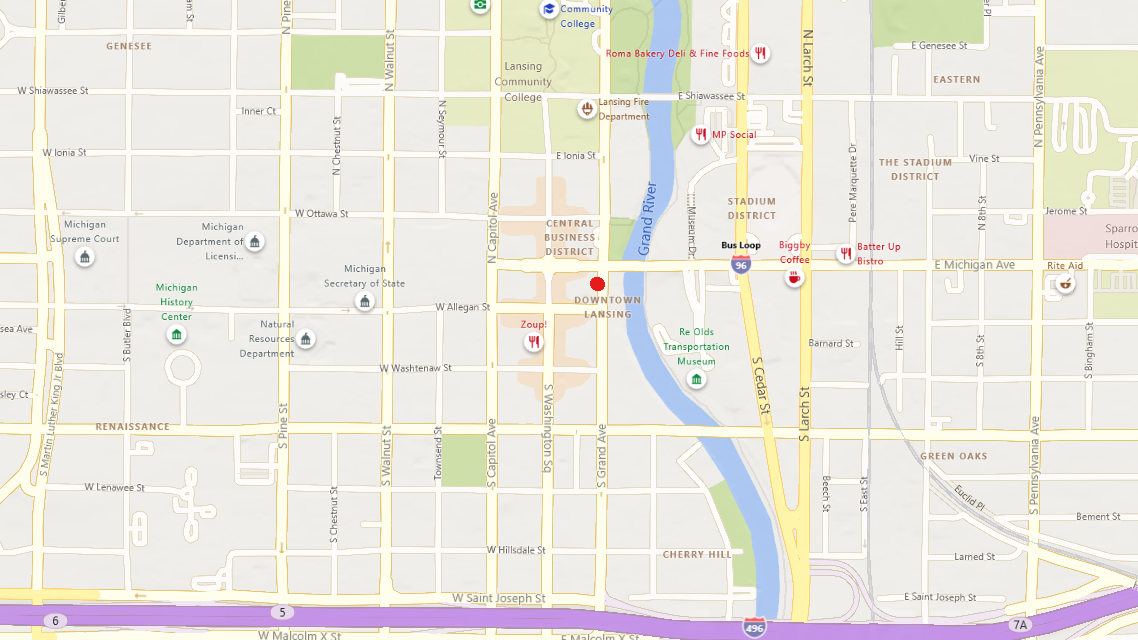 Gilbe
m St
N Pine St
N Walnut St
Community
College
l Pl
GENESEE
Roma Bakery Deli & Fine Foods
E Genesee St
N Larch St
Lansing
Community
College
EASTERN
N Pennsylvania Ave
W Shiawassee St
E Shiawassee St
Inner Ct
N Chestnut St
N Seymour St
Lansing Fire
Department
MP Social
W Ionia St
E Ionia St
Pere Marquette Dr
THE STADIUM
DISTRICT
Vine St
W Ottawa St
N Capitol Ave
Grand River
Museum Dr
STADIUM
DISTRICT
N 8th St
Jerome St
Michigan
Supreme Court
Michigan
Department of
Licensi...
CENTRAL
BUSINESS
DISTRICT
Sparro
Hospit
Bus Loop
96
Biggby
Coffee
Batter Up
Bistro
E Michigan Ave
Rite Aid
Michigan
Secretary of State
Michigan
History
Center
W Allegan St
DOWNTOWN
LANSING
sea Ave
S Butler Blvd
Natural
Resources
Department
Zoup!
Re Olds
Transportation
Museum
Barnard St
Hill St
S 8th St
S Bingham St
W Washtenaw St
sley Ct
S Martin Luther King Jr Blvd
S Pine St
S Cedar St
S Larch St
RENAISSANCE
S Walnut St
Townsend St
S Capitol Ave
S Washington Sq
S Grand Ave
S Pennsylvania Ave
GREEN OAKS
W Lenawee St
S Chestnut St
Beech St
S East St
Euclid Pl
Bement St
W Hillsdale St
CHERRY HILL
Larned St
W Saint Joseph St
E Saint Joseph St
6
5
496
7A
W Malcolm X St
E Malcolm X St